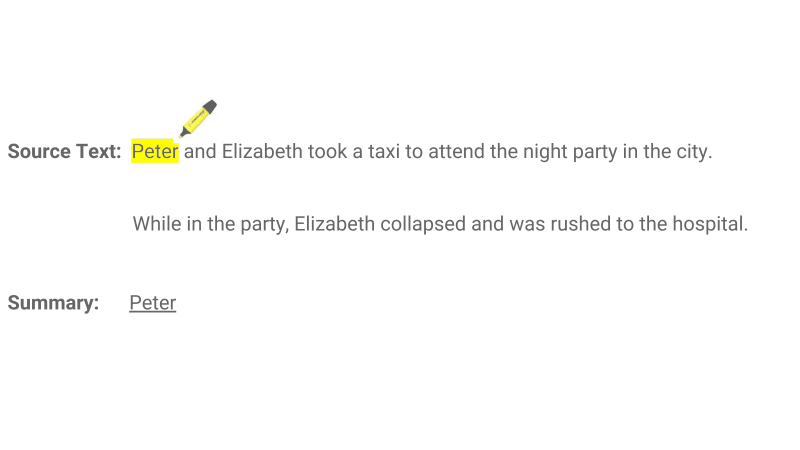 Source Text: Peter and Elizabeth took a taxi to attend the night party in the city.
While in the party, Elizabeth collapsed and was rushed to the hospital.
Summary: Peter